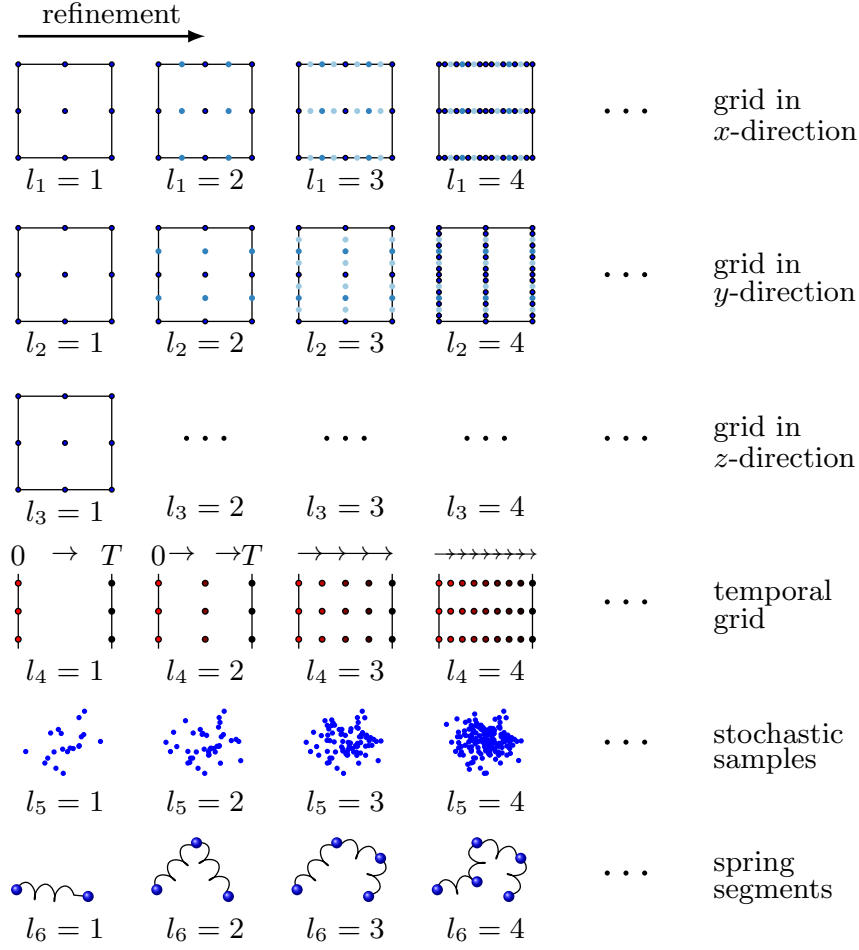 refinement
grid in
x-direction
l₁ = 1 l₁ = 2 l₁ = 3 l₁ = 4
grid in
y-direction
l₂ = 1 l₂ = 2 l₂ = 3 l₂ = 4
· · · · · · · · · · · · grid in
z-direction
l₃ = 1 l₃ = 2 l₃ = 3 l₃ = 4
0 → T 0 → → T
temporal
grid
l₄ = 1 l₄ = 2 l₄ = 3 l₄ = 4
stochastic
samples
l₅ = 1 l₅ = 2 l₅ = 3 l₅ = 4
spring
segments
l₆ = 1 l₆ = 2 l₆ = 3 l₆ = 4